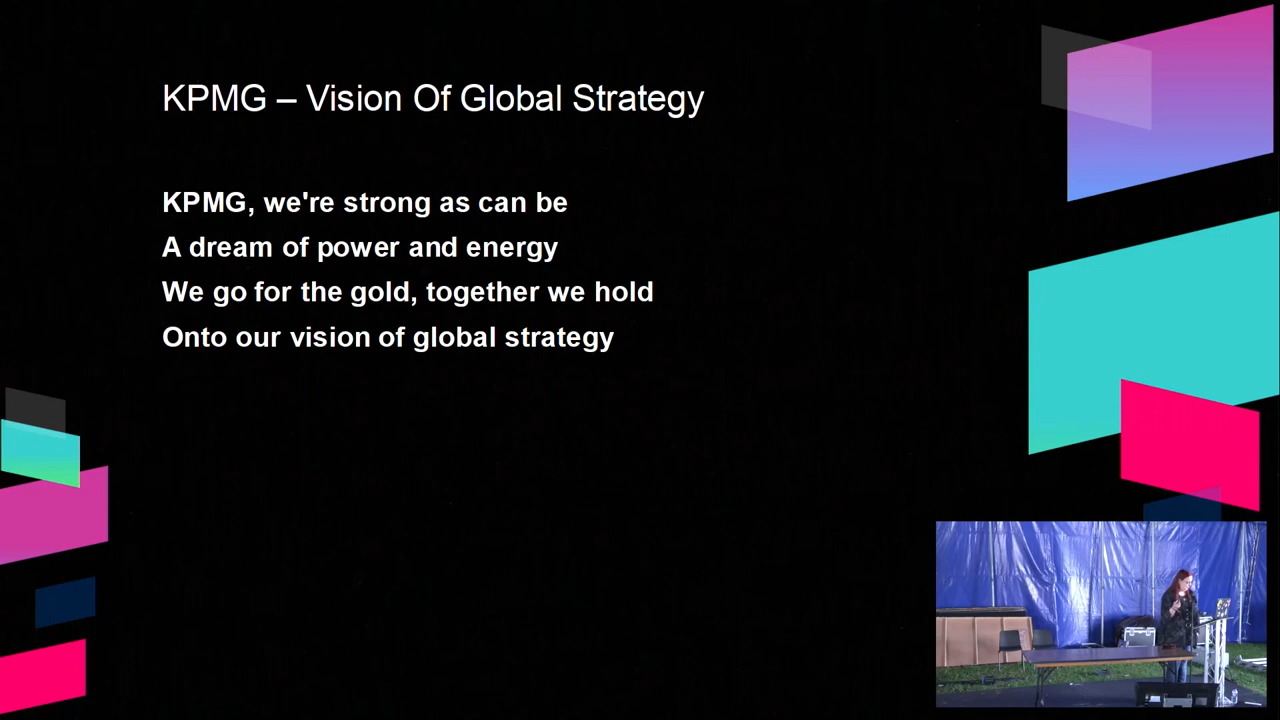 KPMG – Vision Of Global Strategy
KPMG, we're strong as can be
A dream of power and energy
We go for the gold, together we hold
Onto our vision of global strategy